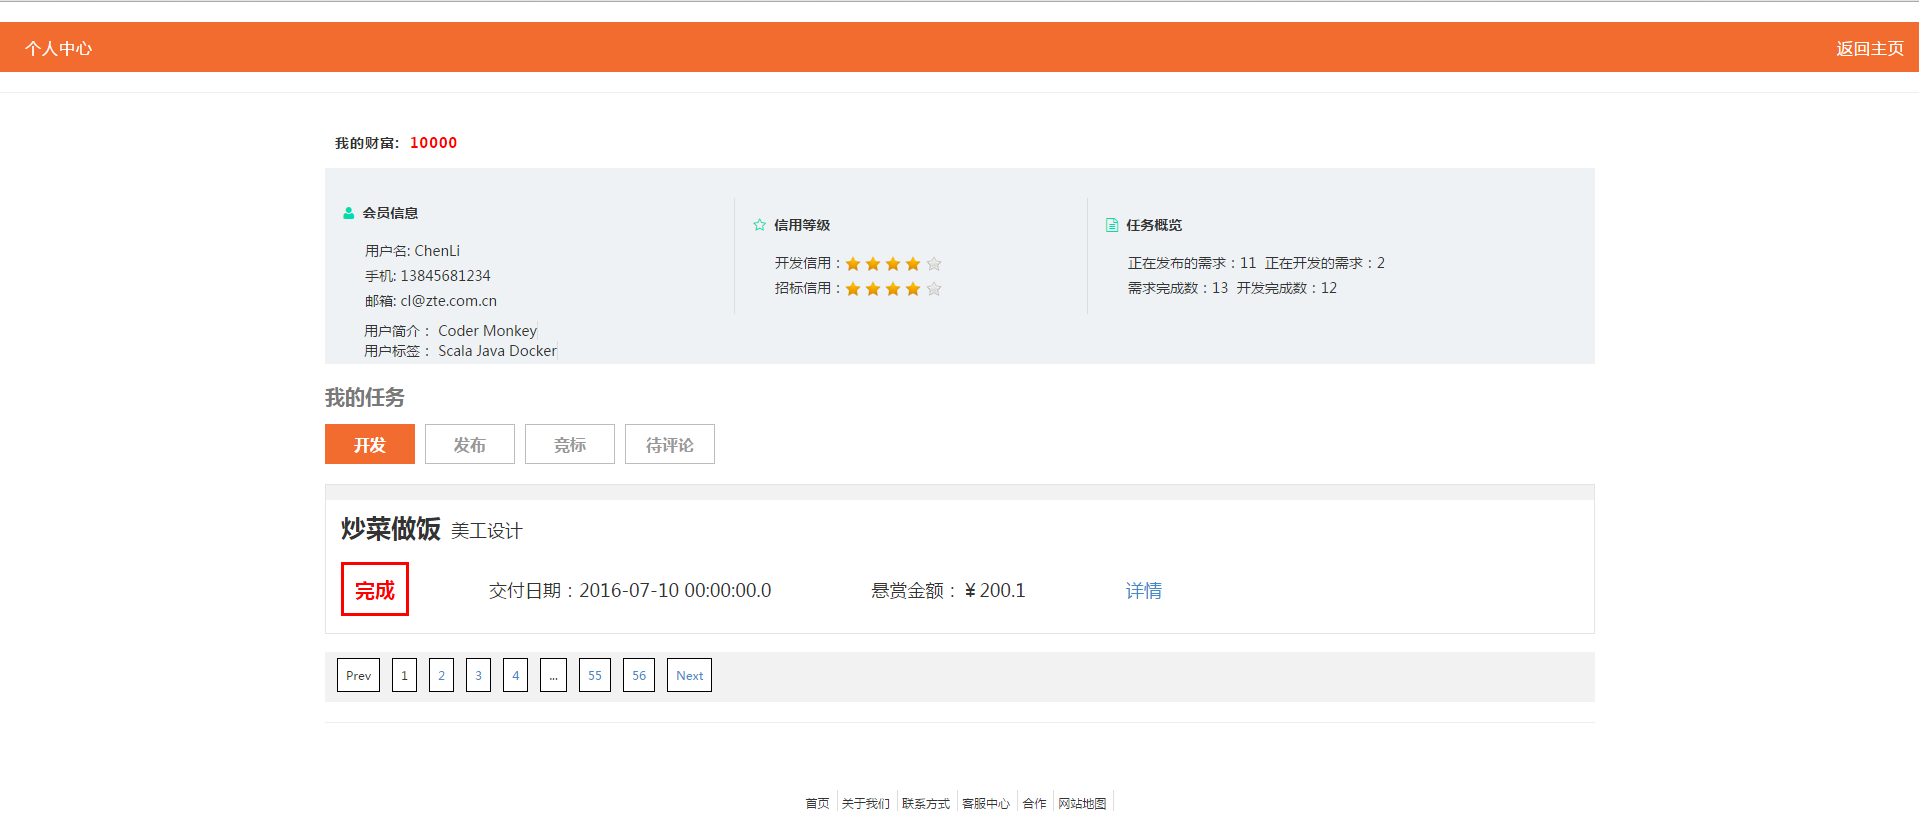 个人中心 返回主页
我的财富: 10000
会员信息
用户名: ChenLi
手机: 13845681234
邮箱: cl@zte.com.cn
用户简介： Coder Monkey
用户标签： Scala Java Docker
信用等级
开发信用：
招标信用：
任务概览
正在发布的需求：11 正在开发的需求：2
需求完成数：13 开发完成数：12
我的任务
开发 发布 竞标 待评论
炒菜做饭 美工设计
完成 交付日期：2016-07-10 00:00:00.0 悬赏金额：￥200.1 详情
Prev 1 2 3 4 ... 55 56 Next
首页 关于我们 联系方式 客服中心 合作 网站地图